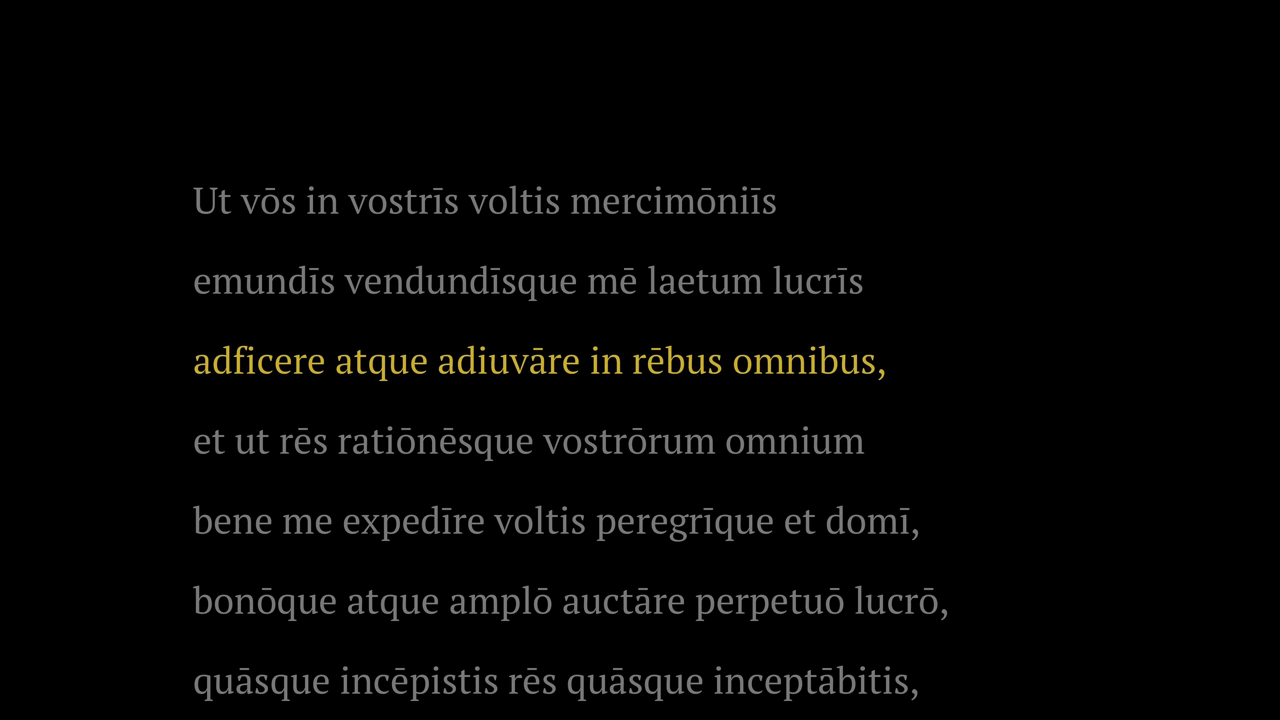 Ut vōs in vostrīs voltis mercimōniīs
emundīs vendundīsque mē laetum lucrīs
adficere atque adiuvāre in rēbus omnibus,
et ut rēs ratiōnēsque vostrōrum omnium
bene me expedīre voltis peregrīque et domī,
bonōque atque amplō auctāre perpetuō lucrō,
quāsque incēpistis rēs quāsque inceptābitis,